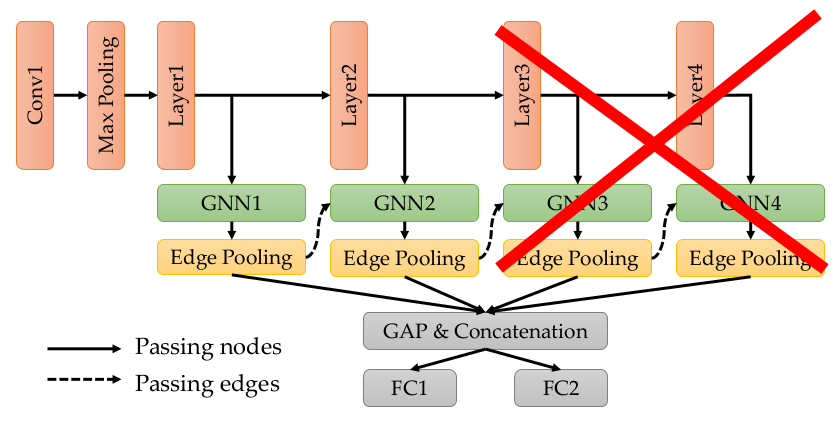 Conv1
Max Pooling
Layer1
Layer2
Layer3
Layer4
GNN1
GNN2
GNN3
GNN4
Edge Pooling
Edge Pooling
Edge Pooling
Edge Pooling
GAP & Concatenation
Passing nodes
Passing edges
FC1
FC2